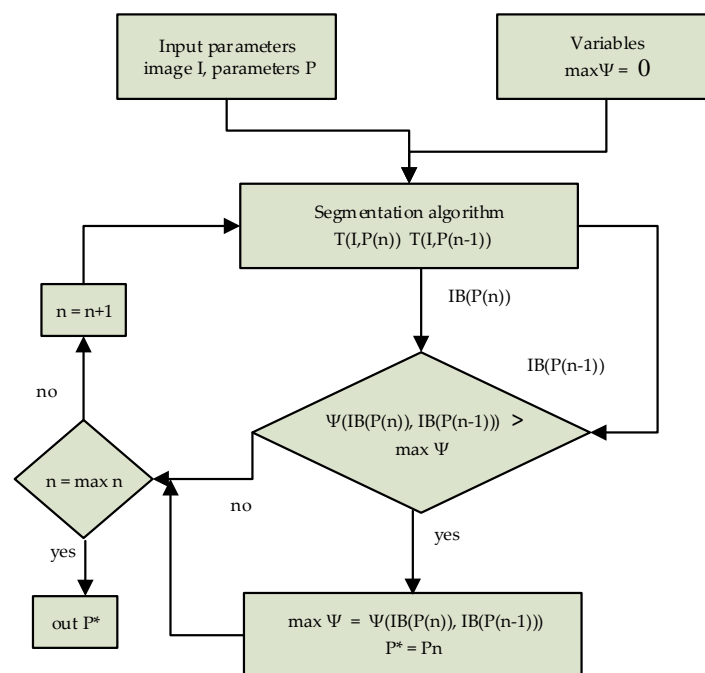 Input parameters
image I, parameters P
Variables
maxΨ = 0
Segmentation algorithm
T(I,P(n)) T(I,P(n-1))
IB(P(n))
n = n+1
IB(P(n-1))
no
Ψ(IB(P(n)), IB(P(n-1))) >
max Ψ
n = max n
no
yes
yes
out P*
max Ψ = Ψ(IB(P(n)), IB(P(n-1)))
P* = Pn